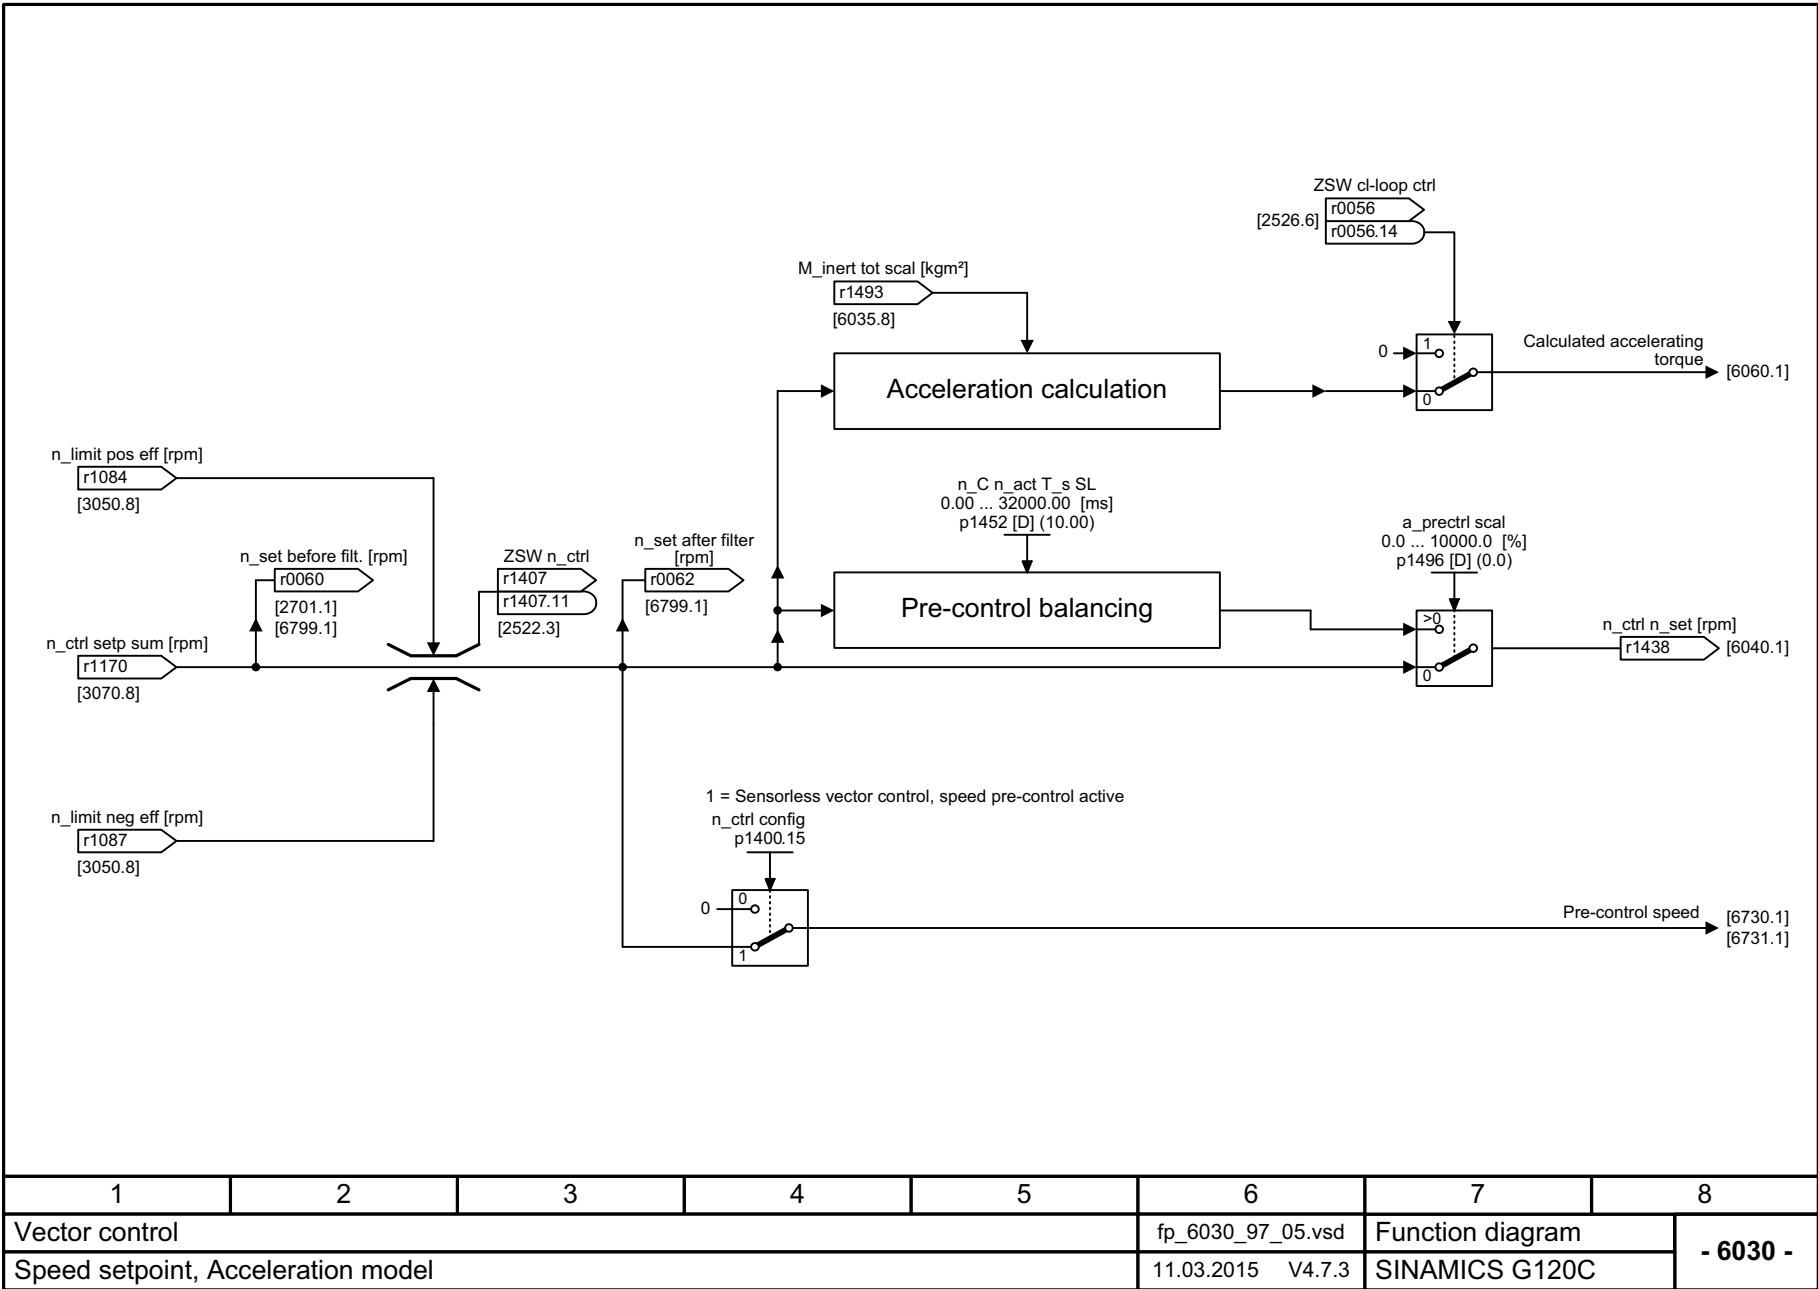 ZSW cl-loop ctrl
r0056
[2526.6]
r0056.14
M_inert tot scal [kgm²]
r1493
[6035.8]
1
0
0
Calculated accelerating
torque
[6060.1]
Acceleration calculation
n_limit pos eff [rpm]
r1084
[3050.8]
n_C n_act T_s SL
0.00 ... 32000.00 [ms]
p1452 [D] (10.00)
a_prectrl scal
0.0 ... 10000.0 [%]
p1496 [D] (0.0)
n_set before filt. [rpm]
r0060
[2701.1]
[6799.1]
ZSW n_ctrl
r1407
r1407.11
[2522.3]
n_set after filter
[rpm]
r0062
[6799.1]
Pre-control balancing
>0
0
n_ctrl n_set [rpm]
r1438
[6040.1]
n_ctrl setp sum [rpm]
r1170
[3070.8]
n_limit neg eff [rpm]
r1087
[3050.8]
1 = Sensorless vector control, speed pre-control active
n_ctrl config
p1400.15
0
0
1
Pre-control speed
[6730.1]
[6731.1]
1 2 3 4 5 6 7 8
Vector control
fp_6030_97_05.vsd
Function diagram
- 6030 -
Speed setpoint, Acceleration model
11.03.2015 V4.7.3
SINAMICS G120C